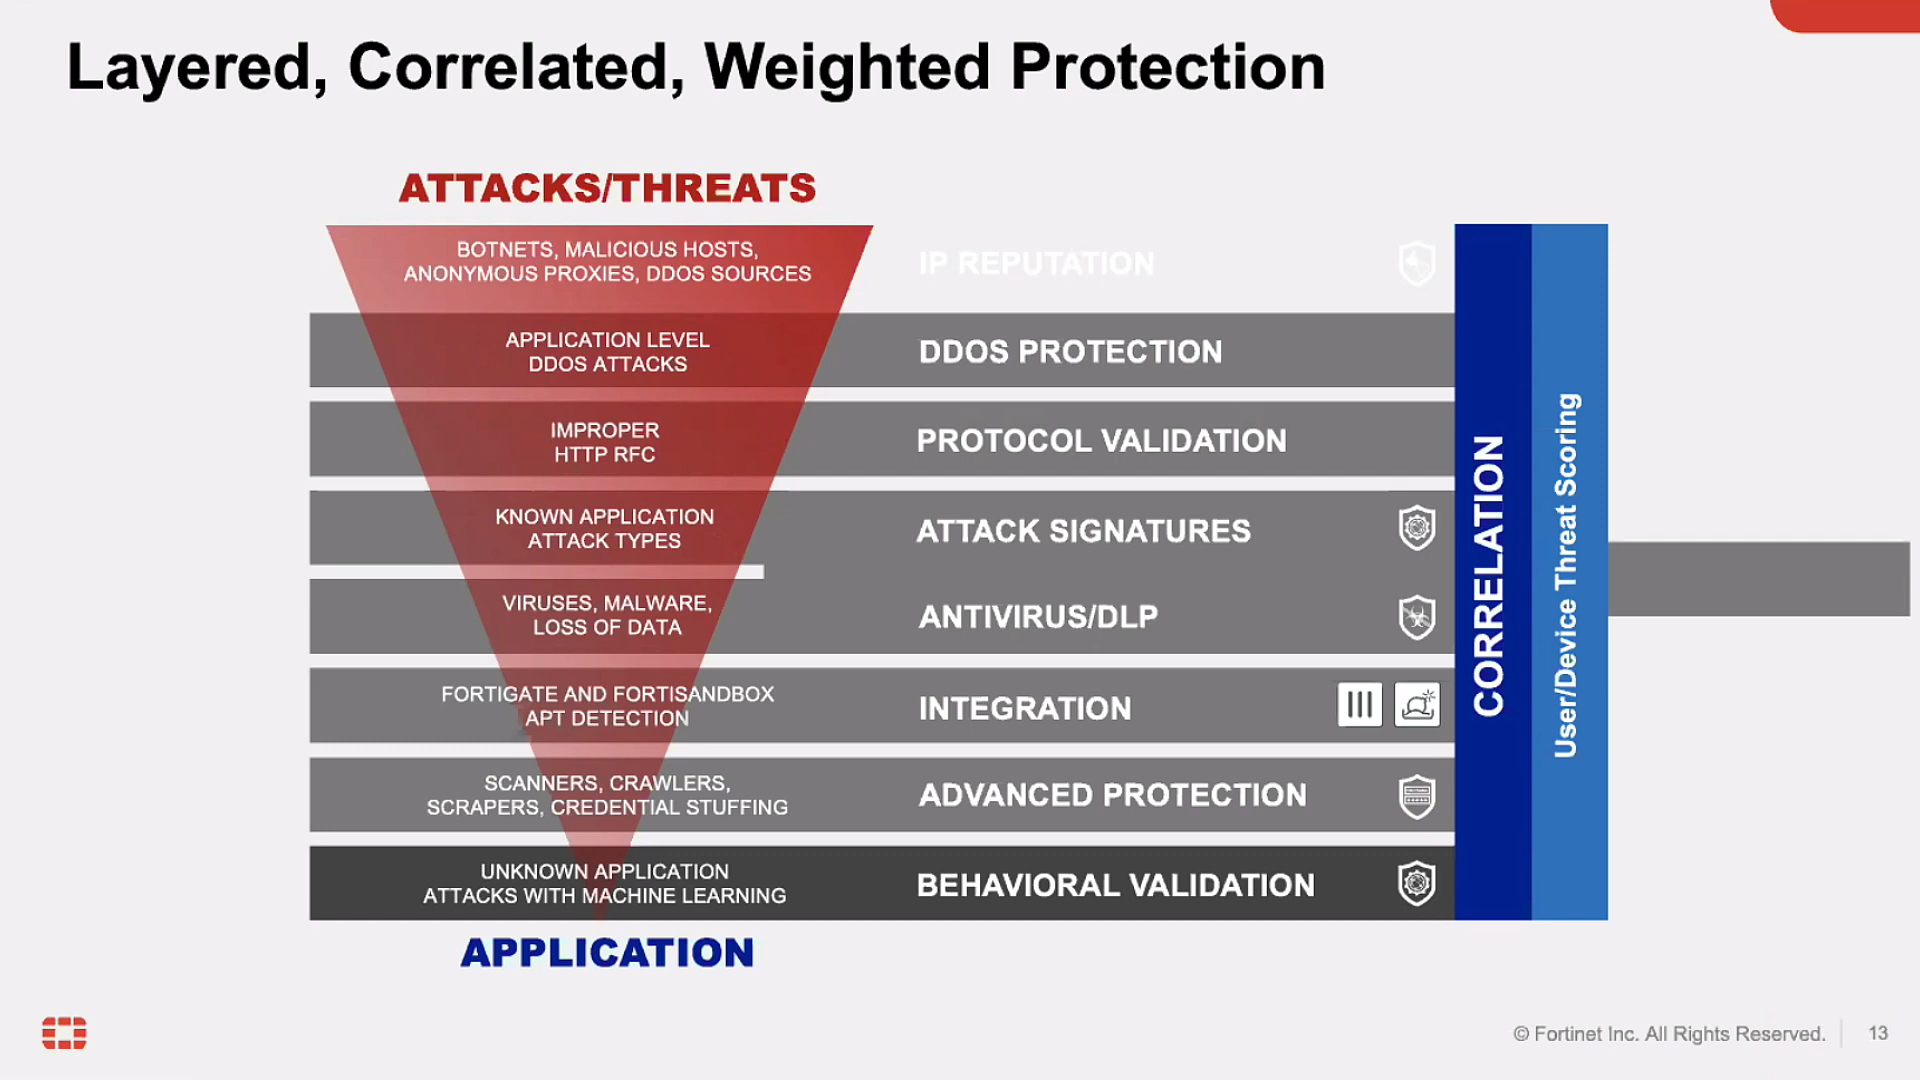 Layered, Correlated, Weighted Protection
ATTACKS/THREATS
BOTNETS, MALICIOUS HOSTS,
ANONYMOUS PROXIES, DDOS SOURCES
IP REPUTATION
APPLICATION LEVEL
DDOS ATTACKS
DDOS PROTECTION
IMPROPER
HTTP RFC
PROTOCOL VALIDATION
KNOWN APPLICATION
ATTACK TYPES
ATTACK SIGNATURES
VIRUSES, MALWARE,
LOSS OF DATA
ANTIVIRUS/DLP
FORTIGATE AND FORTISANDBOX
APT DETECTION
INTEGRATION
SCANNERS, CRAWLERS,
SCRAPERS, CREDENTIAL STUFFING
ADVANCED PROTECTION
UNKNOWN APPLICATION
ATTACKS WITH MACHINE LEARNING
BEHAVIORAL VALIDATION
CORRELATION
User/Device Threat Scoring
APPLICATION
© Fortinet Inc. All Rights Reserved.
13